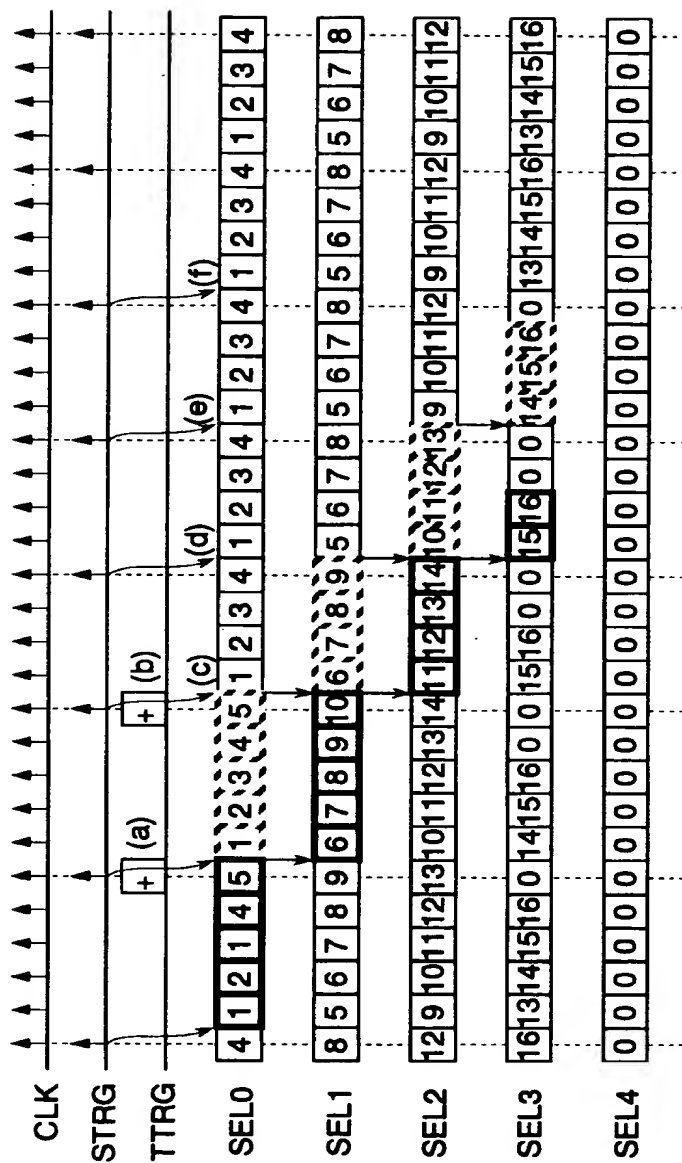 CLK
STRG
TTRG + (a) + (b)
(c) (d) (e) (f)
SEL0 4 1 2 1 4 5 1 2 3 4 5 1 2 3 4 1 2 3 4 1 2 3 4 1 2 3 4 1 2 3 4
SEL1 8 5 6 7 8 9 6 7 8 9 10 6 7 8 9 5 6 7 8 5 6 7 8 5 6 7 8 5 6 7 8
SEL2 12 9 10 11 12 13 10 11 12 13 14 11 12 13 14 10 11 12 13 9 10 11 12 9 10 11 12 9 10 11 12
SEL3 16 13 14 15 16 0 14 15 16 0 0 15 16 0 0 15 16 0 0 14 15 16 0 13 14 15 16 13 14 15 16
SEL4 0 0 0 0 0 0 0 0 0 0 0 0 0 0 0 0 0 0 0 0 0 0 0 0 0 0 0 0 0 0 0